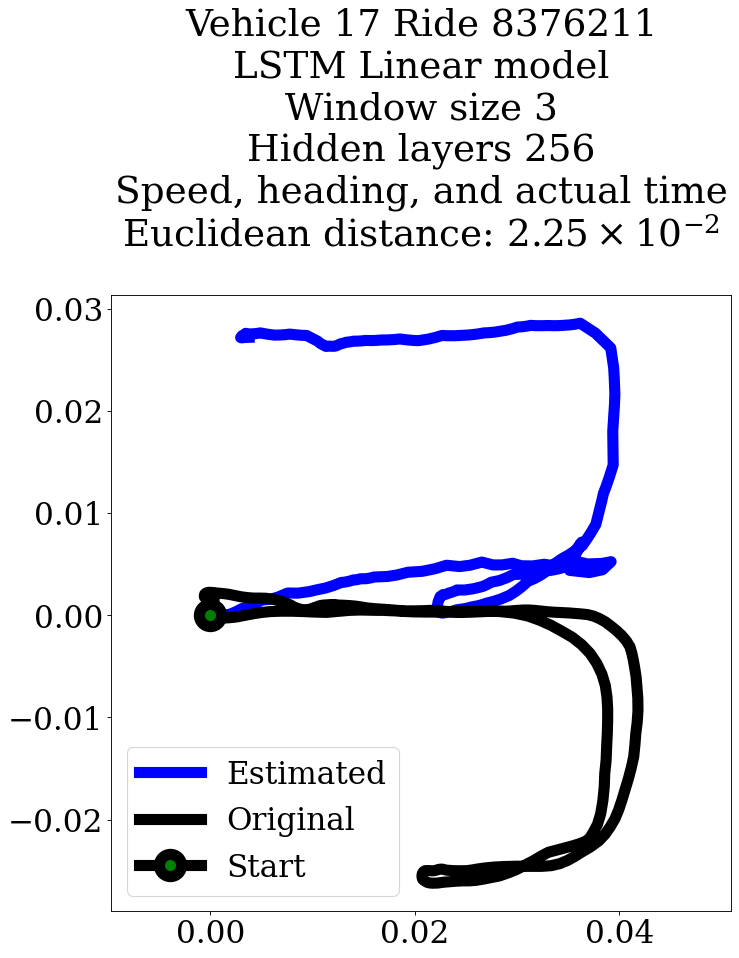 Vehicle 17 Ride 8376211
LSTM Linear model
Window size 3
Hidden layers 256
Speed, heading, and actual time
Euclidean distance: 2.25 × 10⁻²
0.03
0.02
0.01
0.00
−0.01
−0.02
Estimated
Original
Start
0.00 0.02 0.04